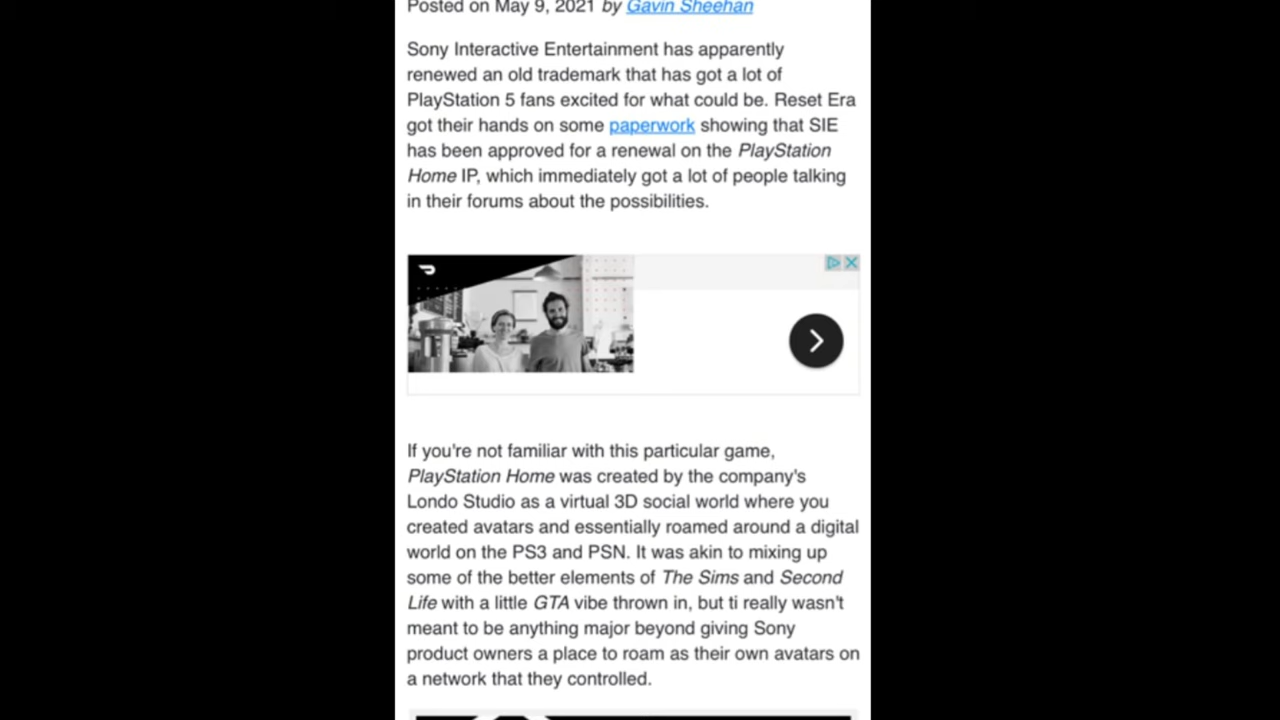 Posted on May 9, 2021 by Gavin Sheehan
Sony Interactive Entertainment has apparently
renewed an old trademark that has got a lot of
PlayStation 5 fans excited for what could be. Reset Era
got their hands on some paperwork showing that SIE
has been approved for a renewal on the PlayStation
Home IP, which immediately got a lot of people talking
in their forums about the possibilities.
If you're not familiar with this particular game,
PlayStation Home was created by the company's
Londo Studio as a virtual 3D social world where you
created avatars and essentially roamed around a digital
world on the PS3 and PSN. It was akin to mixing up
some of the better elements of The Sims and Second
Life with a little GTA vibe thrown in, but ti really wasn't
meant to be anything major beyond giving Sony
product owners a place to roam as their own avatars on
a network that they controlled.